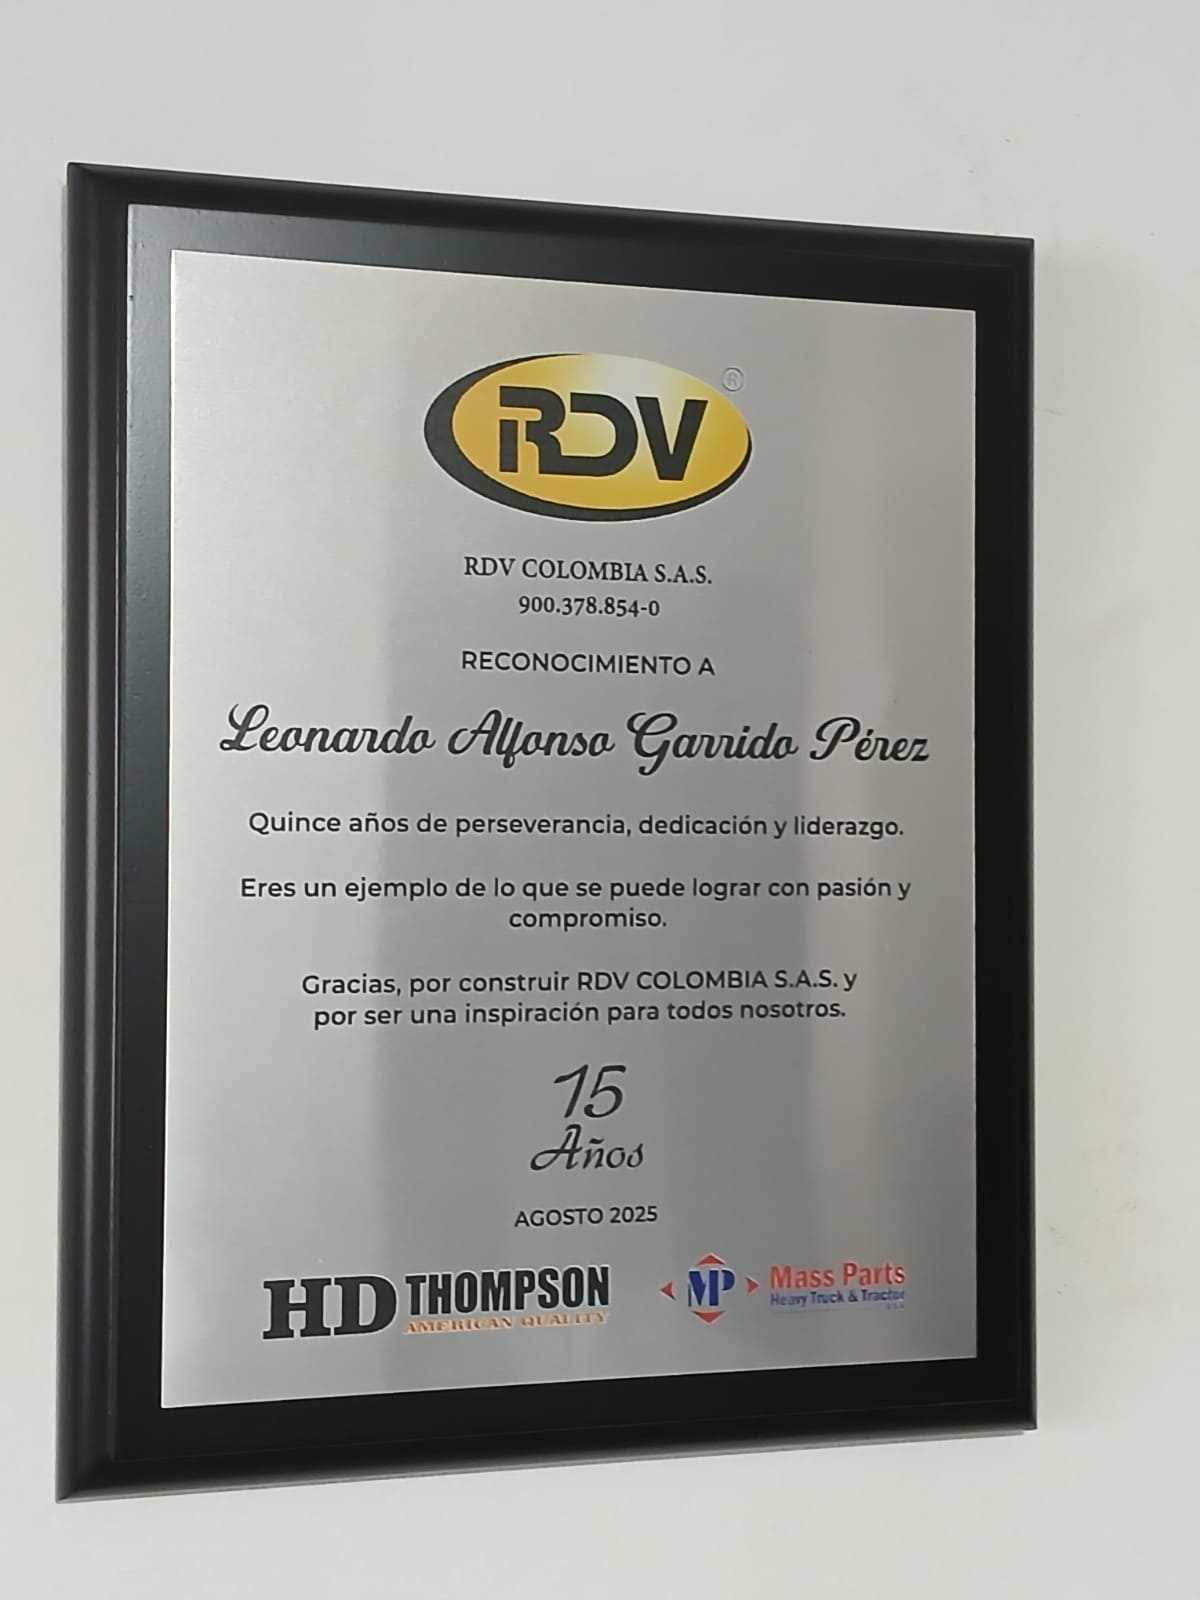 RDV
®
RDV COLOMBIA S.A.S.
900.378.854-0
RECONOCIMIENTO A
Leonardo Alfonso Garrido Pérez
Quince años de perseverancia, dedicación y liderazgo.
Eres un ejemplo de lo que se puede lograr con pasión y
compromiso.
Gracias, por construir RDV COLOMBIA S.A.S. y
por ser una inspiración para todos nosotros.
15
Años
AGOSTO 2025
HD THOMPSON
AMERICAN QUALITY
MP Mass Parts
Heavy Truck & Tractor